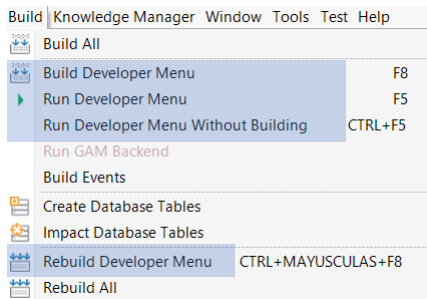 Build Knowledge Manager Window Tools Test Help
Build All
Build Developer Menu F8
Run Developer Menu F5
Run Developer Menu Without Building CTRL+F5
Run GAM Backend
Build Events
Create Database Tables
Impact Database Tables
Rebuild Developer Menu CTRL+MAYUSCULAS+F8
Rebuild All